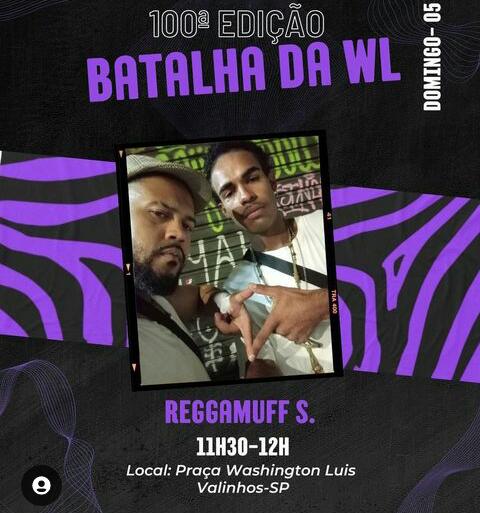 100ª EDIÇÃO
BATALHA DA WL
DOMINGO- 05
REGGAMUFF S.
11H30-12H
Local: Praça Washington Luis
Valinhos-SP